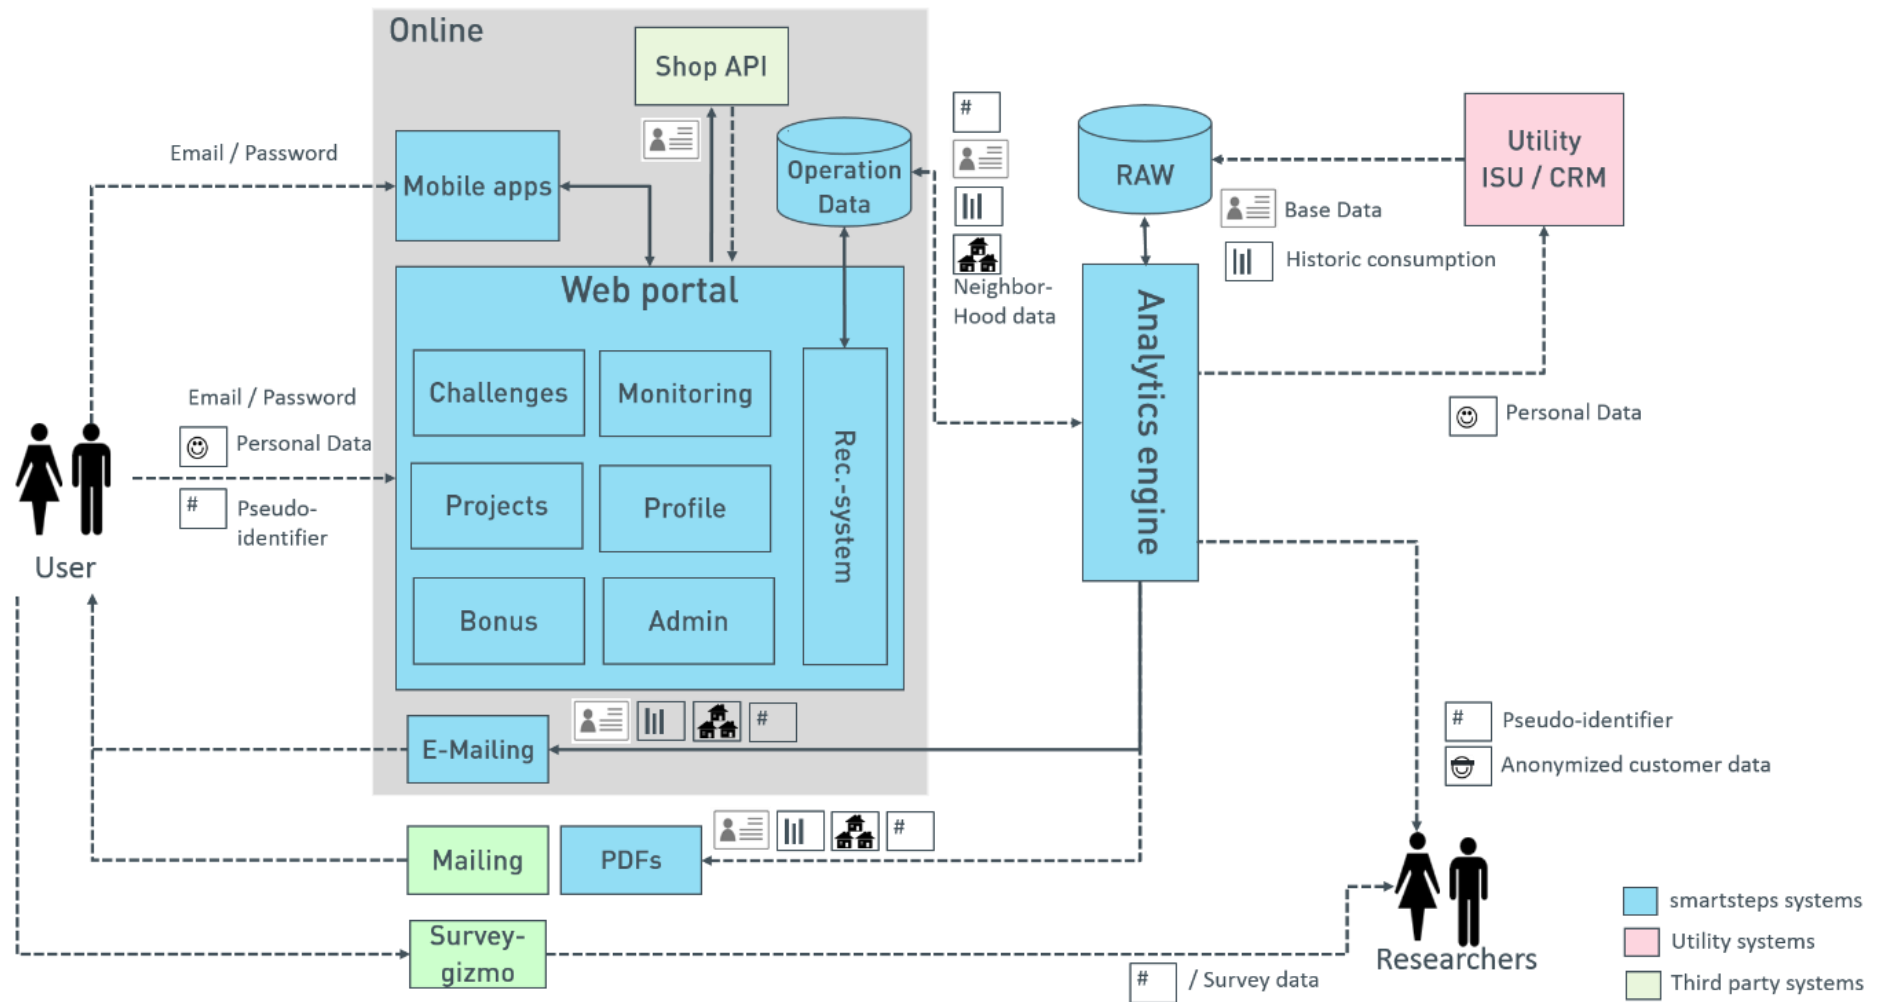 Online
Shop API
Email / Password
Mobile apps
Operation
Data
#
RAW
Utility
ISU / CRM
Base Data
Historic consumption
Neighbor-
Hood data
Web portal
Analytics engine
Challenges
Monitoring
Rec.-system
Email / Password
Personal Data
Personal Data
Projects
Profile
#
Pseudo-
identifier
User
Bonus
Admin
#
E-Mailing
#
Pseudo-identifier
Anonymized customer data
#
Mailing
PDFs
Survey-
gizmo
# / Survey data
Researchers
smartsteps systems
Utility systems
Third party systems